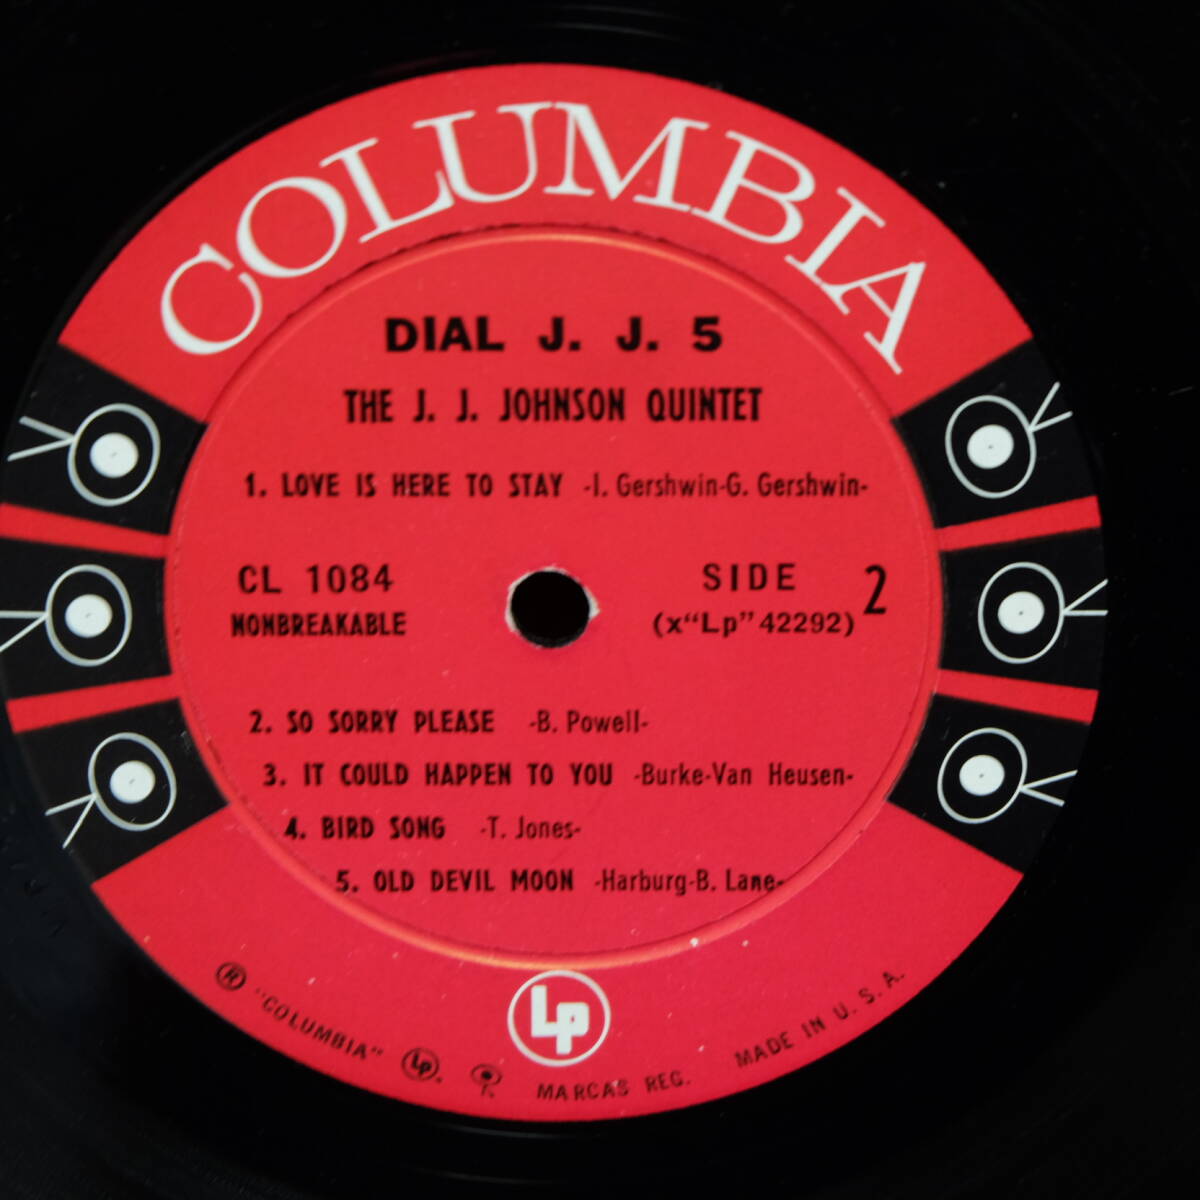 COLUMBIA
DIAL J. J. 5
THE J. J. JOHNSON QUINTET
1. LOVE IS HERE TO STAY -I. Gershwin-G. Gershwin-
CL 1084
NONBREAKABLE
SIDE 2
(x“Lp” 42292)
2. SO SORRY PLEASE -B. Powell-
3. IT COULD HAPPEN TO YOU -Burke-Van Heusen-
4. BIRD SONG -T. Jones-
5. OLD DEVIL MOON -Harburg-B. Lane-
Lp
® "COLUMBIA" Lp. MARCAS REG. MADE IN U. S. A.